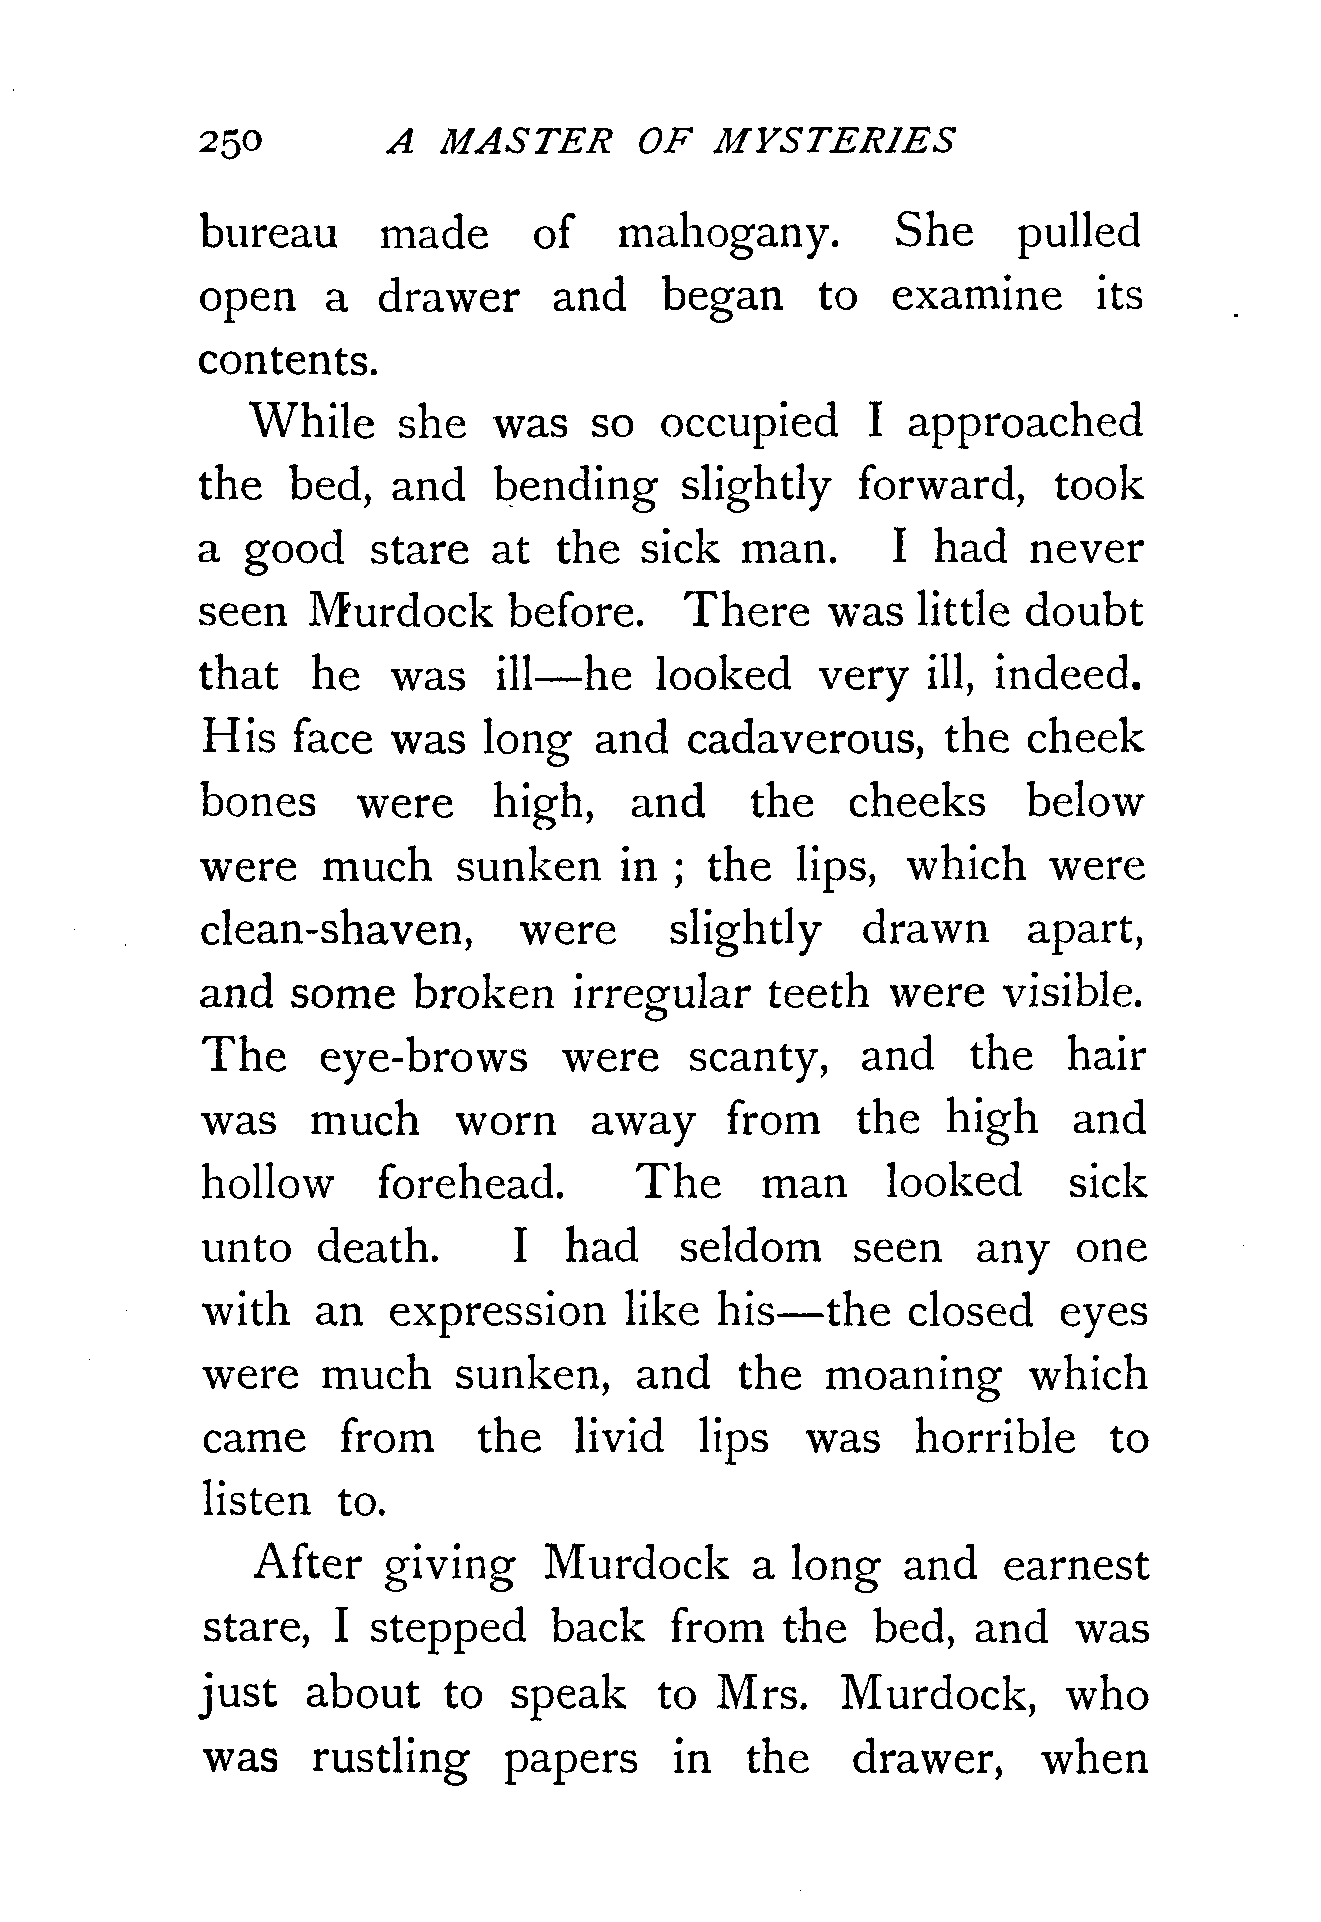 250 A MASTER OF MYSTERIES
bureau made of mahogany. She pulled
open a drawer and began to examine its
contents.
While she was so occupied I approached
the bed, and bending slightly forward, took
a good stare at the sick man. I had never
seen Murdock before. There was little doubt
that he was ill—he looked very ill, indeed.
His face was long and cadaverous, the cheek
bones were high, and the cheeks below
were much sunken in ; the lips, which were
clean-shaven, were slightly drawn apart,
and some broken irregular teeth were visible.
The eye-brows were scanty, and the hair
was much worn away from the high and
hollow forehead. The man looked sick
unto death. I had seldom seen any one
with an expression like his—the closed eyes
were much sunken, and the moaning which
came from the livid lips was horrible to
listen to.
After giving Murdock a long and earnest
stare, I stepped back from the bed, and was
just about to speak to Mrs. Murdock, who
was rustling papers in the drawer, when